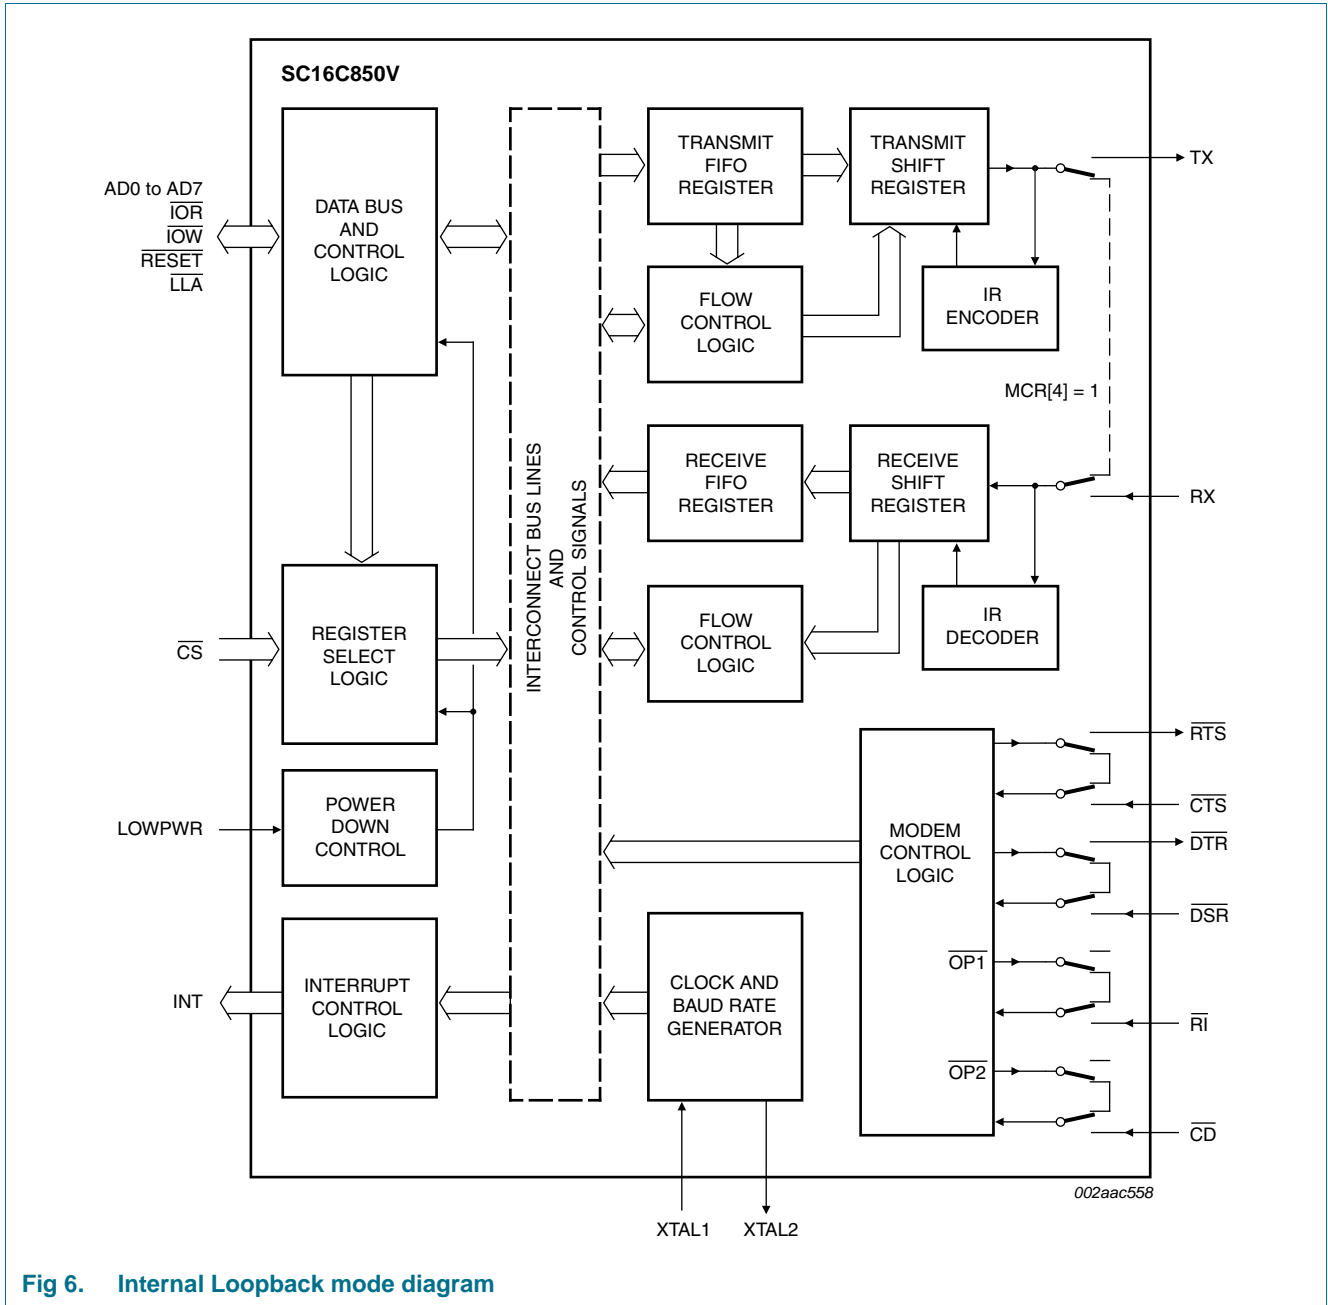 SC16C850V
AD0 to AD7
IOR
IOW
RESET
LLA
DATA BUS
AND
CONTROL
LOGIC
TRANSMIT
FIFO
REGISTER
TRANSMIT
SHIFT
REGISTER
TX
FLOW
CONTROL
LOGIC
IR
ENCODER
MCR[4] = 1
INTERCONNECT BUS LINES
AND
CONTROL SIGNALS
RECEIVE
FIFO
REGISTER
RECEIVE
SHIFT
REGISTER
RX
CS
REGISTER
SELECT
LOGIC
FLOW
CONTROL
LOGIC
IR
DECODER
LOWPWR
POWER
DOWN
CONTROL
MODEM
CONTROL
LOGIC
RTS
CTS
DTR
DSR
OP1
RI
OP2
CD
INT
INTERRUPT
CONTROL
LOGIC
CLOCK AND
BAUD RATE
GENERATOR
XTAL1
XTAL2
002aac558
Fig 6. Internal Loopback mode diagram